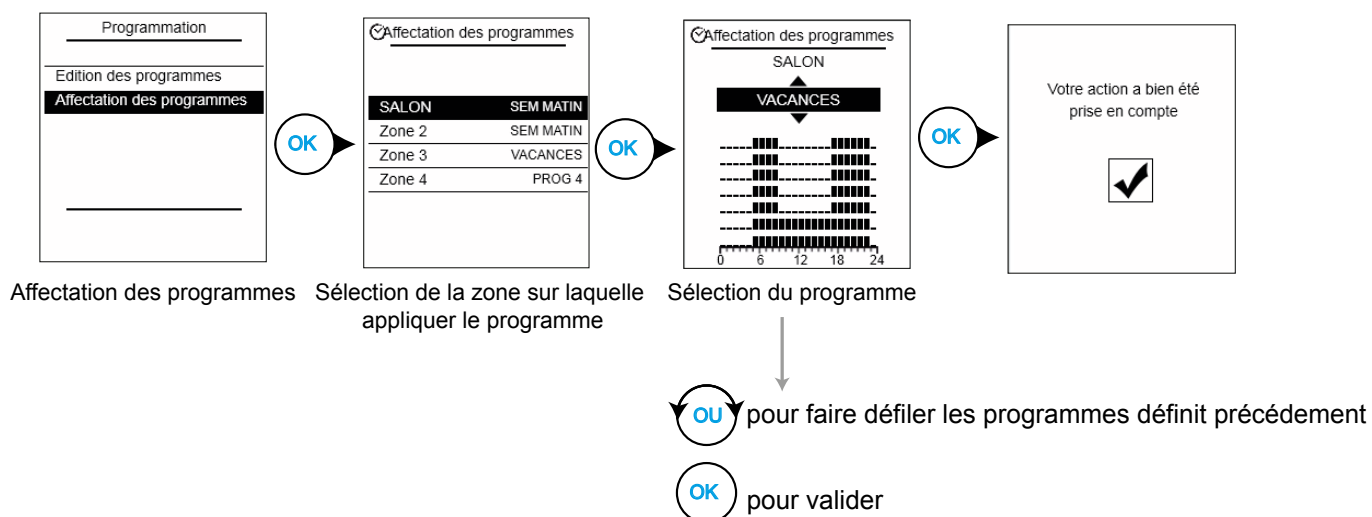 Programmation
Edition des programmes
Affectation des programmes
OK
Affectation des programmes
SALON SEM MATIN
Zone 2 SEM MATIN
Zone 3 VACANCES
Zone 4 PROG 4
OK
Affectation des programmes
SALON
VACANCES
0 6 12 18 24
OK
Votre action a bien été
prise en compte
Affectation des programmes
Sélection de la zone sur laquelle
appliquer le programme
Sélection du programme
OU pour faire défiler les programmes définit précédement
OK pour valider